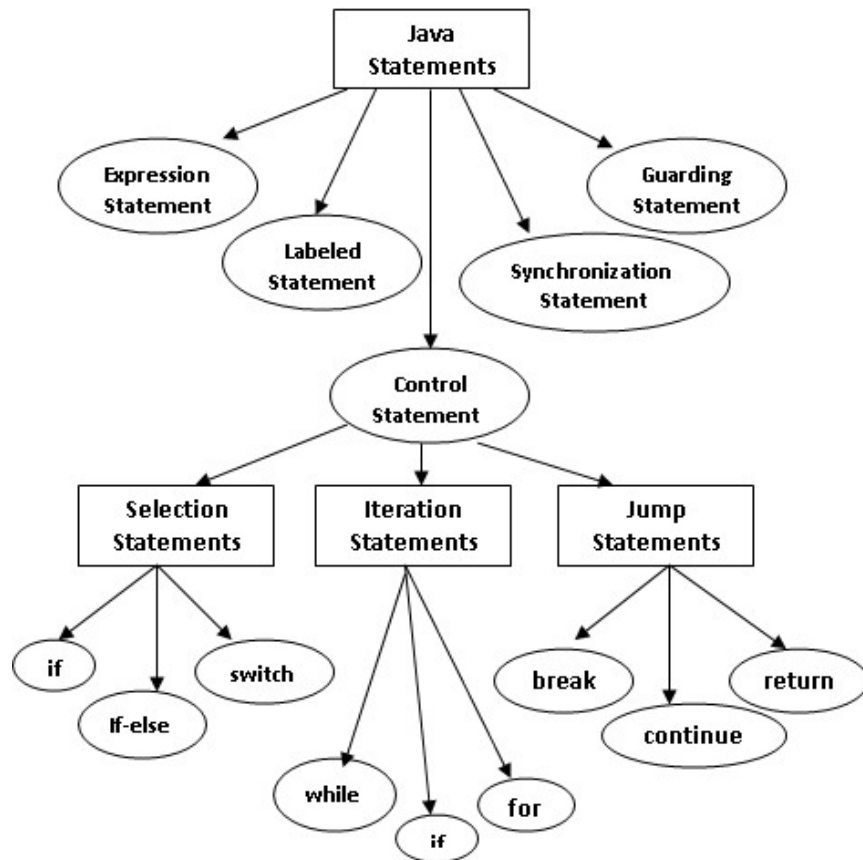 Java
Statements
Expression
Statement
Labeled
Statement
Guarding
Statement
Synchronization
Statement
Control
Statement
Selection
Statements
Iteration
Statements
Jump
Statements
if
If-else
switch
while
if
for
break
continue
return